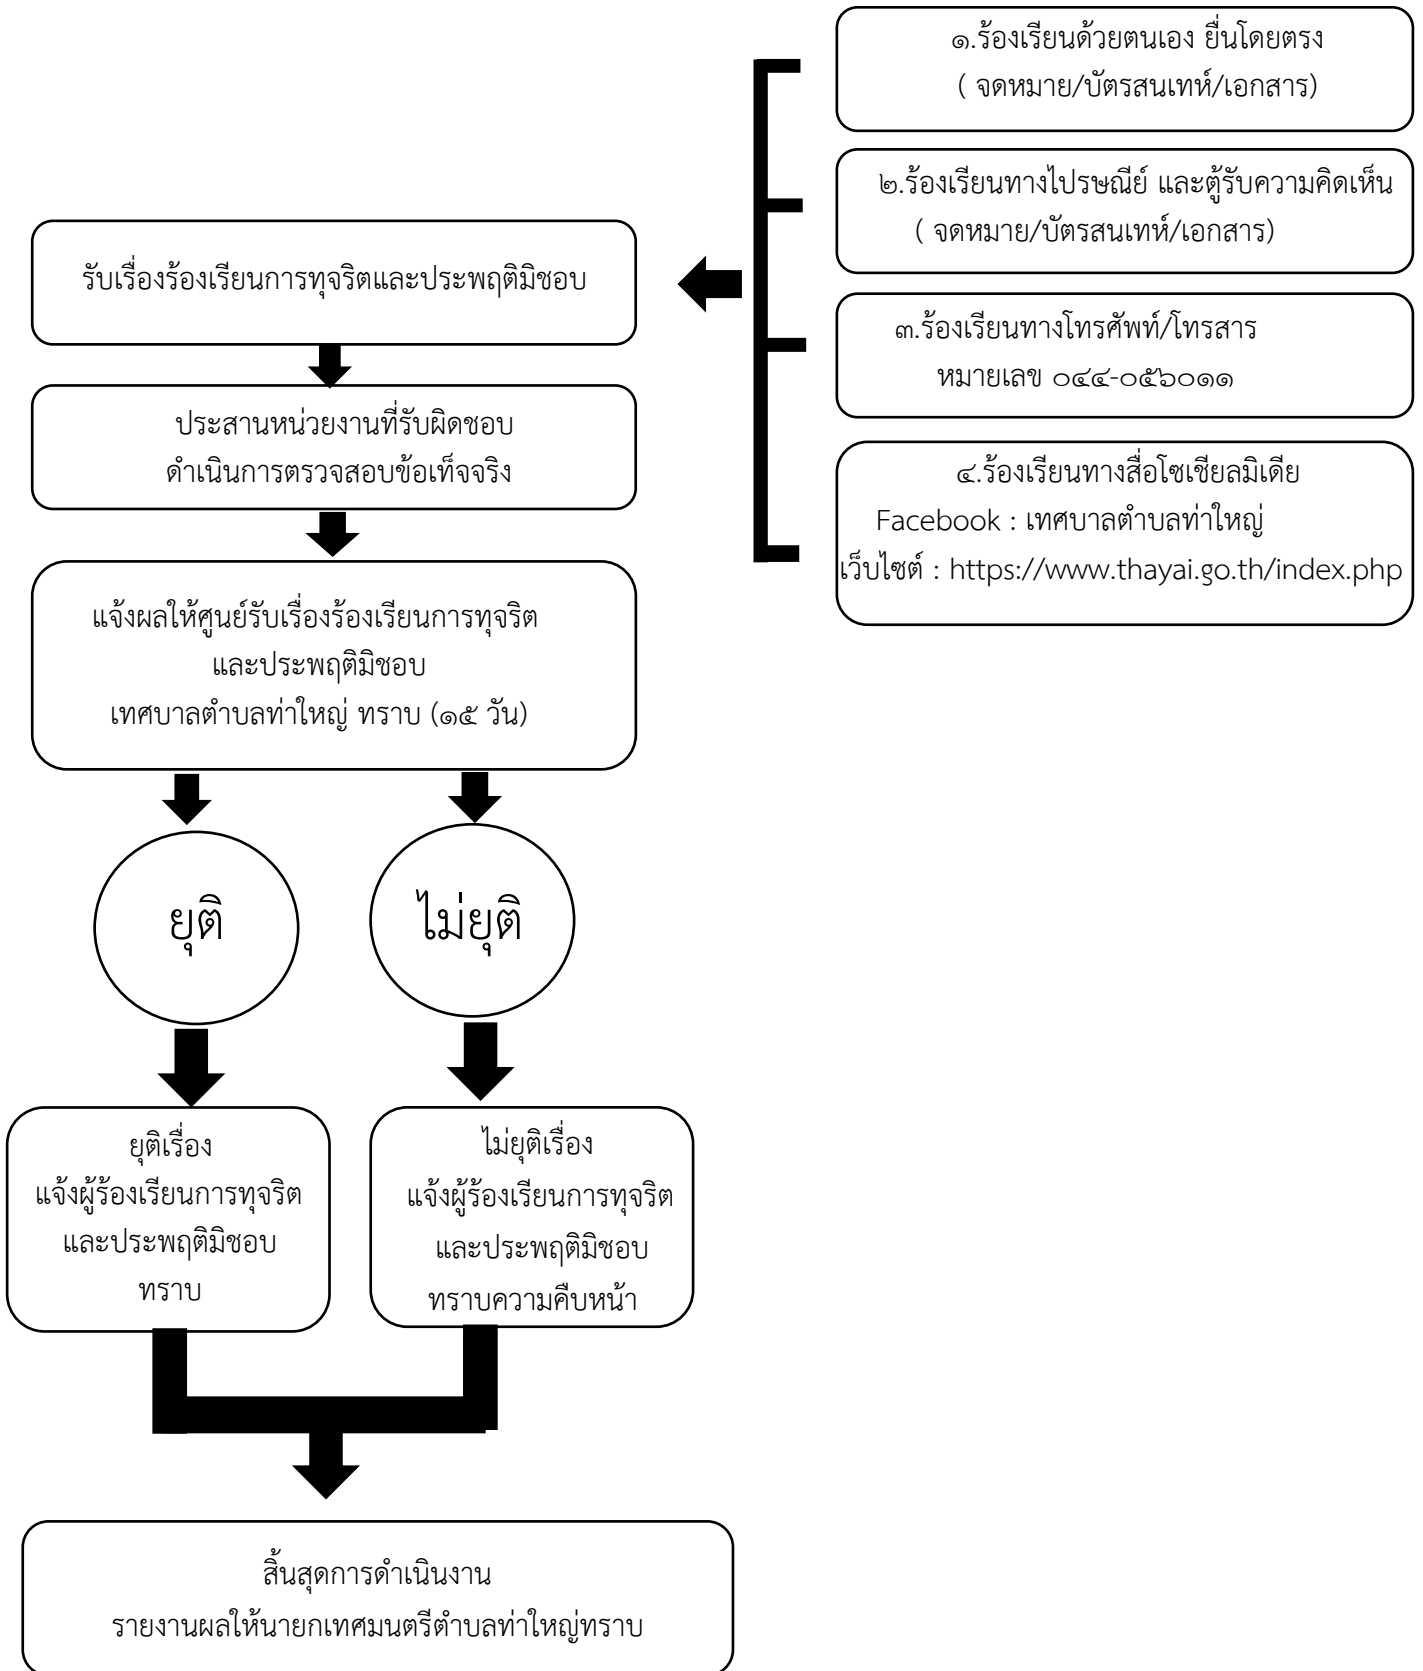 ๑.ร้องเรียนด้วยตนเอง ยื่นโดยตรง
( จดหมาย/บัตรสนเทห์/เอกสาร)
๒.ร้องเรียนทางไปรษณีย์ และตู้รับความคิดเห็น
( จดหมาย/บัตรสนเทห์/เอกสาร)
๓.ร้องเรียนทางโทรศัพท์/โทรสาร
หมายเลข ๐๔๔-๐๕๖๐๑๑
๔.ร้องเรียนทางสื่อโซเชียลมิเดีย
Facebook : เทศบาลตำบลท่าใหญ่
เว็บไซต์ : https://www.thayai.go.th/index.php
รับเรื่องร้องเรียนการทุจริตและประพฤติมิชอบ
ประสานหน่วยงานที่รับผิดชอบ
ดำเนินการตรวจสอบข้อเท็จจริง
แจ้งผลให้ศูนย์รับเรื่องร้องเรียนการทุจริต
และประพฤติมิชอบ
เทศบาลตำบลท่าใหญ่ ทราบ (๑๕ วัน)
ยุติ
ไม่ยุติ
ยุติเรื่อง
แจ้งผู้ร้องเรียนการทุจริต
และประพฤติมิชอบ
ทราบ
ไม่ยุติเรื่อง
แจ้งผู้ร้องเรียนการทุจริต
และประพฤติมิชอบ
ทราบความคืบหน้า
สิ้นสุดการดำเนินงาน
รายงานผลให้นายกเทศมนตรีตำบลท่าใหญ่ทราบ